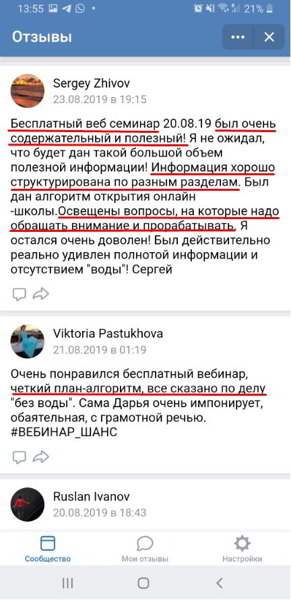 13:55
21%
Отзывы
Sergey Zhivov
23.08.2019 в 19:15
Бесплатный веб семинар 20.08.19 был очень
содержательный и полезный! Я не ожидал,
что будет дан такой большой объем
полезной информации! Информация хорошо
структурирована по разным разделам. Был
дан алгоритм открытия онлайн
-школы.Освещены вопросы, на которые надо
обращать внимание и прорабатывать. Я
остался очень доволен! Был действительно
реально удивлен полнотой информации и
отсутствием "воды"! Сергей
Viktoria Pastukhova
21.08.2019 в 01:19
Очень понравился бесплатный вебинар,
четкий план-алгоритм, все сказано по делу
"без воды". Сама Дарья очень импонирует,
обаятельная, с грамотной речью.
#ВЕБИНАР_ШАНС
Ruslan Ivanov
20.08.2019 в 18:43
Сообщество
Мои отзывы
Настройки